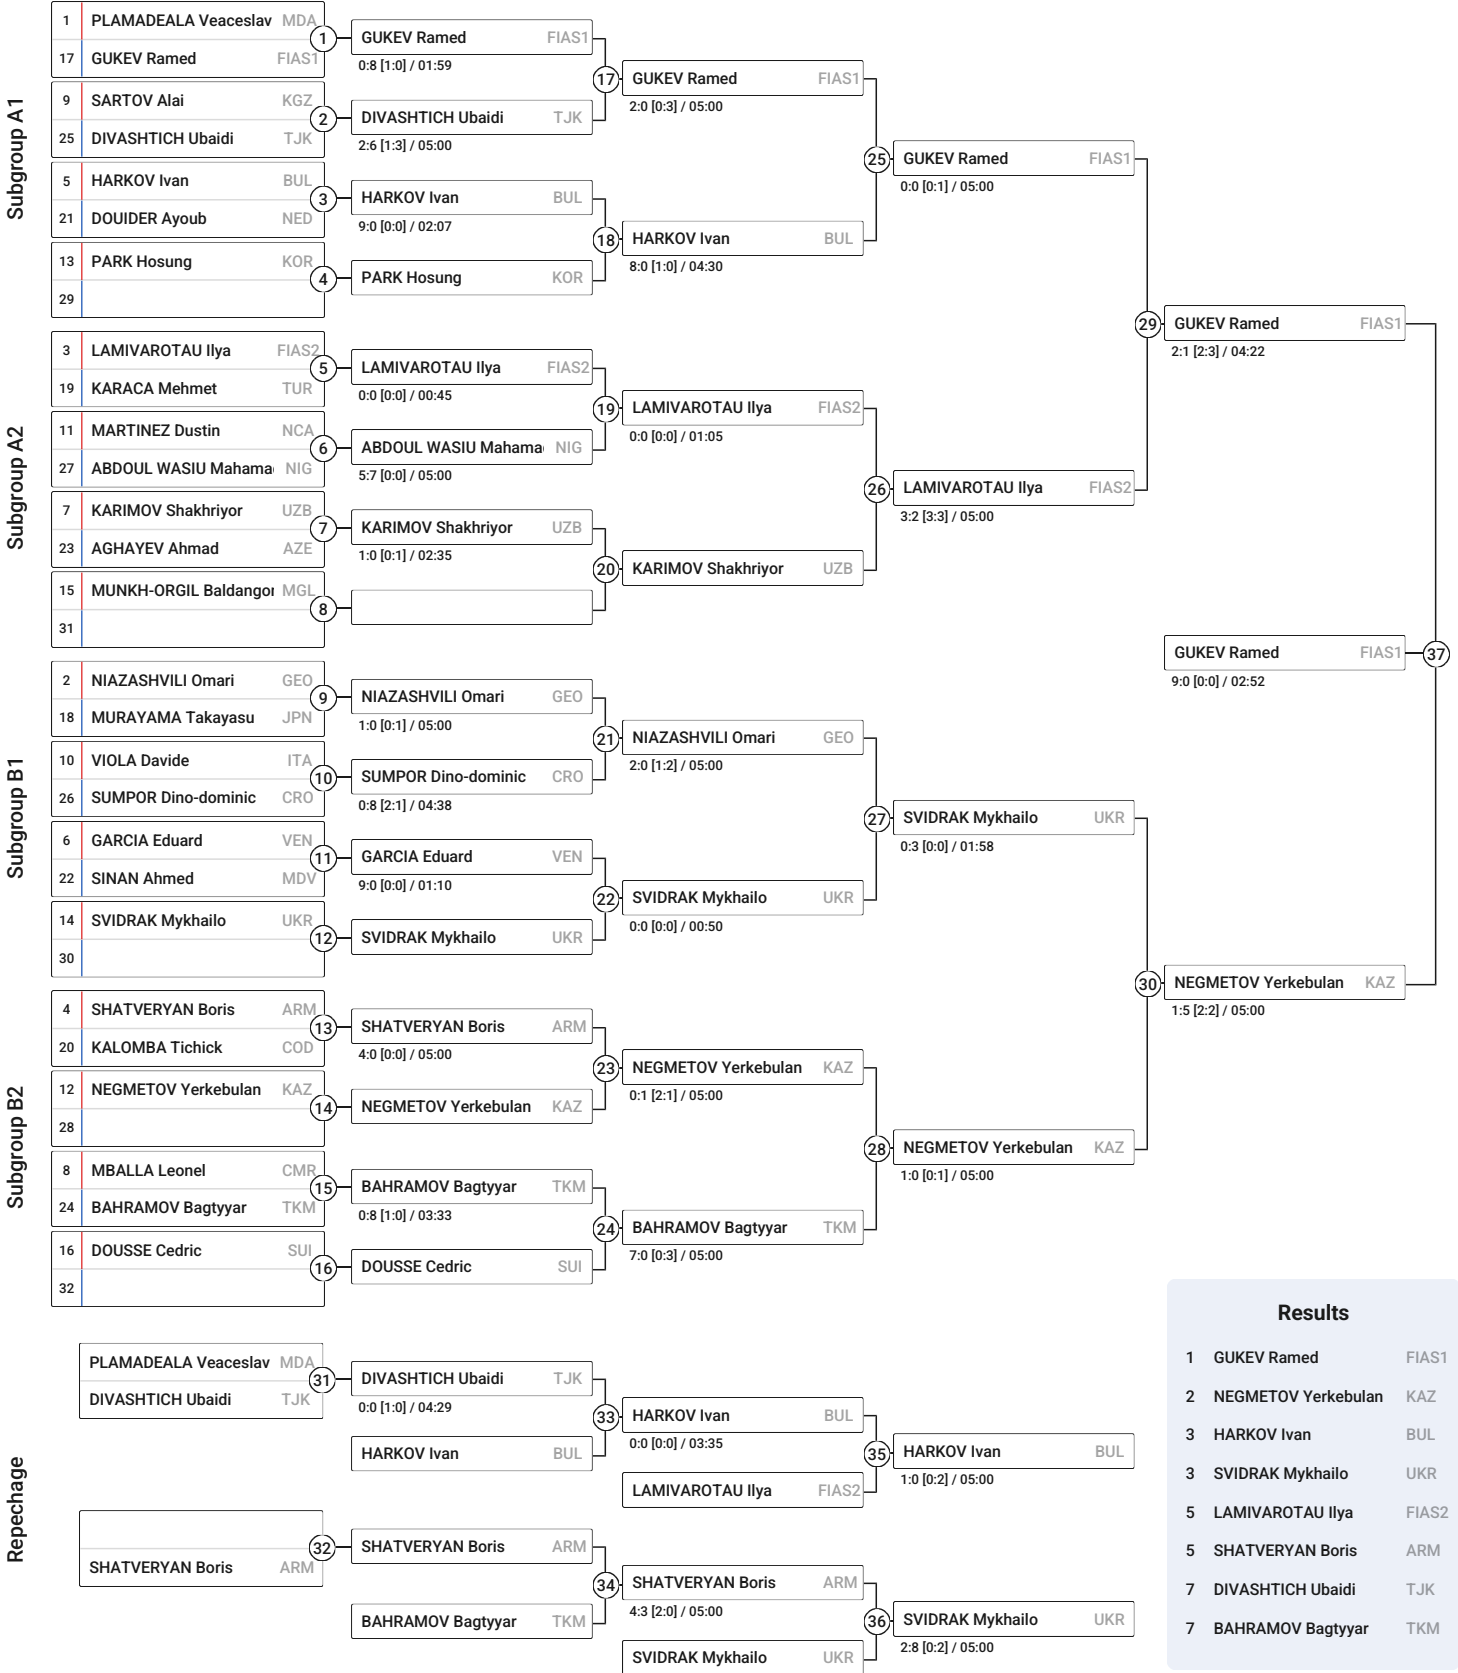 Subgroup A1
1 PLAMADEALA Veaceslav MDA
17 GUKEV Ramed FIAS1
1
9 SARTOV Alai KGZ
25 DIVASHTICH Ubaidi TJK
2
5 HARKOV Ivan BUL
21 DOUIDER Ayoub NED
3
13 PARK Hosung KOR
29
4
Subgroup A2
3 LAMIVAROTAU Ilya FIAS2
19 KARACA Mehmet TUR
5
11 MARTINEZ Dustin NCA
27 ABDOUL WASIU Mahama NIG
6
7 KARIMOV Shakhriyor UZB
23 AGHAYEV Ahmad AZE
7
15 MUNKH-ORGIL Baldangor MGL
31
8
Subgroup B1
2 NIAZASHVILI Omari GEO
18 MURAYAMA Takayasu JPN
9
10 VIOLA Davide ITA
26 SUMPOR Dino-dominic CRO
10
6 GARCIA Eduard VEN
22 SINAN Ahmed MDV
11
14 SVIDRAK Mykhailo UKR
30
12
Subgroup B2
4 SHATVERYAN Boris ARM
20 KALOMBA Tichick COD
13
12 NEGMETOV Yerkebulan KAZ
28
14
8 MBALLA Leonel CMR
24 BAHRAMOV Bagtyyar TKM
15
16 DOUSSE Cedric SUI
32
16
GUKEV Ramed FIAS1
0:8 [1:0] / 01:59
DIVASHTICH Ubaidi TJK
2:6 [1:3] / 05:00
17
HARKOV Ivan BUL
9:0 [0:0] / 02:07
PARK Hosung KOR
18
LAMIVAROTAU Ilya FIAS2
0:0 [0:0] / 00:45
ABDOUL WASIU Mahama NIG
5:7 [0:0] / 05:00
19
KARIMOV Shakhriyor UZB
1:0 [0:1] / 02:35
20
NIAZASHVILI Omari GEO
1:0 [0:1] / 05:00
SUMPOR Dino-dominic CRO
0:8 [2:1] / 04:38
21
GARCIA Eduard VEN
9:0 [0:0] / 01:10
SVIDRAK Mykhailo UKR
22
SHATVERYAN Boris ARM
4:0 [0:0] / 05:00
NEGMETOV Yerkebulan KAZ
23
BAHRAMOV Bagtyyar TKM
0:8 [1:0] / 03:33
DOUSSE Cedric SUI
24
GUKEV Ramed FIAS1
2:0 [0:3] / 05:00
HARKOV Ivan BUL
8:0 [1:0] / 04:30
25
LAMIVAROTAU Ilya FIAS2
0:0 [0:0] / 01:05
KARIMOV Shakhriyor UZB
26
NIAZASHVILI Omari GEO
2:0 [1:2] / 05:00
SVIDRAK Mykhailo UKR
0:0 [0:0] / 00:50
27
NEGMETOV Yerkebulan KAZ
0:1 [2:1] / 05:00
BAHRAMOV Bagtyyar TKM
7:0 [0:3] / 05:00
28
GUKEV Ramed FIAS1
0:0 [0:1] / 05:00
LAMIVAROTAU Ilya FIAS2
3:2 [3:3] / 05:00
29
SVIDRAK Mykhailo UKR
0:3 [0:0] / 01:58
NEGMETOV Yerkebulan KAZ
1:0 [0:1] / 05:00
30
GUKEV Ramed FIAS1
2:1 [2:3] / 04:22
GUKEV Ramed FIAS1
37
9:0 [0:0] / 02:52
NEGMETOV Yerkebulan KAZ
1:5 [2:2] / 05:00
Repechage
PLAMADEALA Veaceslav MDA
DIVASHTICH Ubaidi TJK
31
DIVASHTICH Ubaidi TJK
0:0 [1:0] / 04:29
HARKOV Ivan BUL
33
HARKOV Ivan BUL
0:0 [0:0] / 03:35
LAMIVAROTAU Ilya FIAS2
35
HARKOV Ivan BUL
1:0 [0:2] / 05:00
SHATVERYAN Boris ARM
32
SHATVERYAN Boris ARM
BAHRAMOV Bagtyyar TKM
34
SHATVERYAN Boris ARM
4:3 [2:0] / 05:00
SVIDRAK Mykhailo UKR
36
SVIDRAK Mykhailo UKR
2:8 [0:2] / 05:00
Results
1 GUKEV Ramed FIAS1
2 NEGMETOV Yerkebulan KAZ
3 HARKOV Ivan BUL
3 SVIDRAK Mykhailo UKR
5 LAMIVAROTAU Ilya FIAS2
5 SHATVERYAN Boris ARM
7 DIVASHTICH Ubaidi TJK
7 BAHRAMOV Bagtyyar TKM